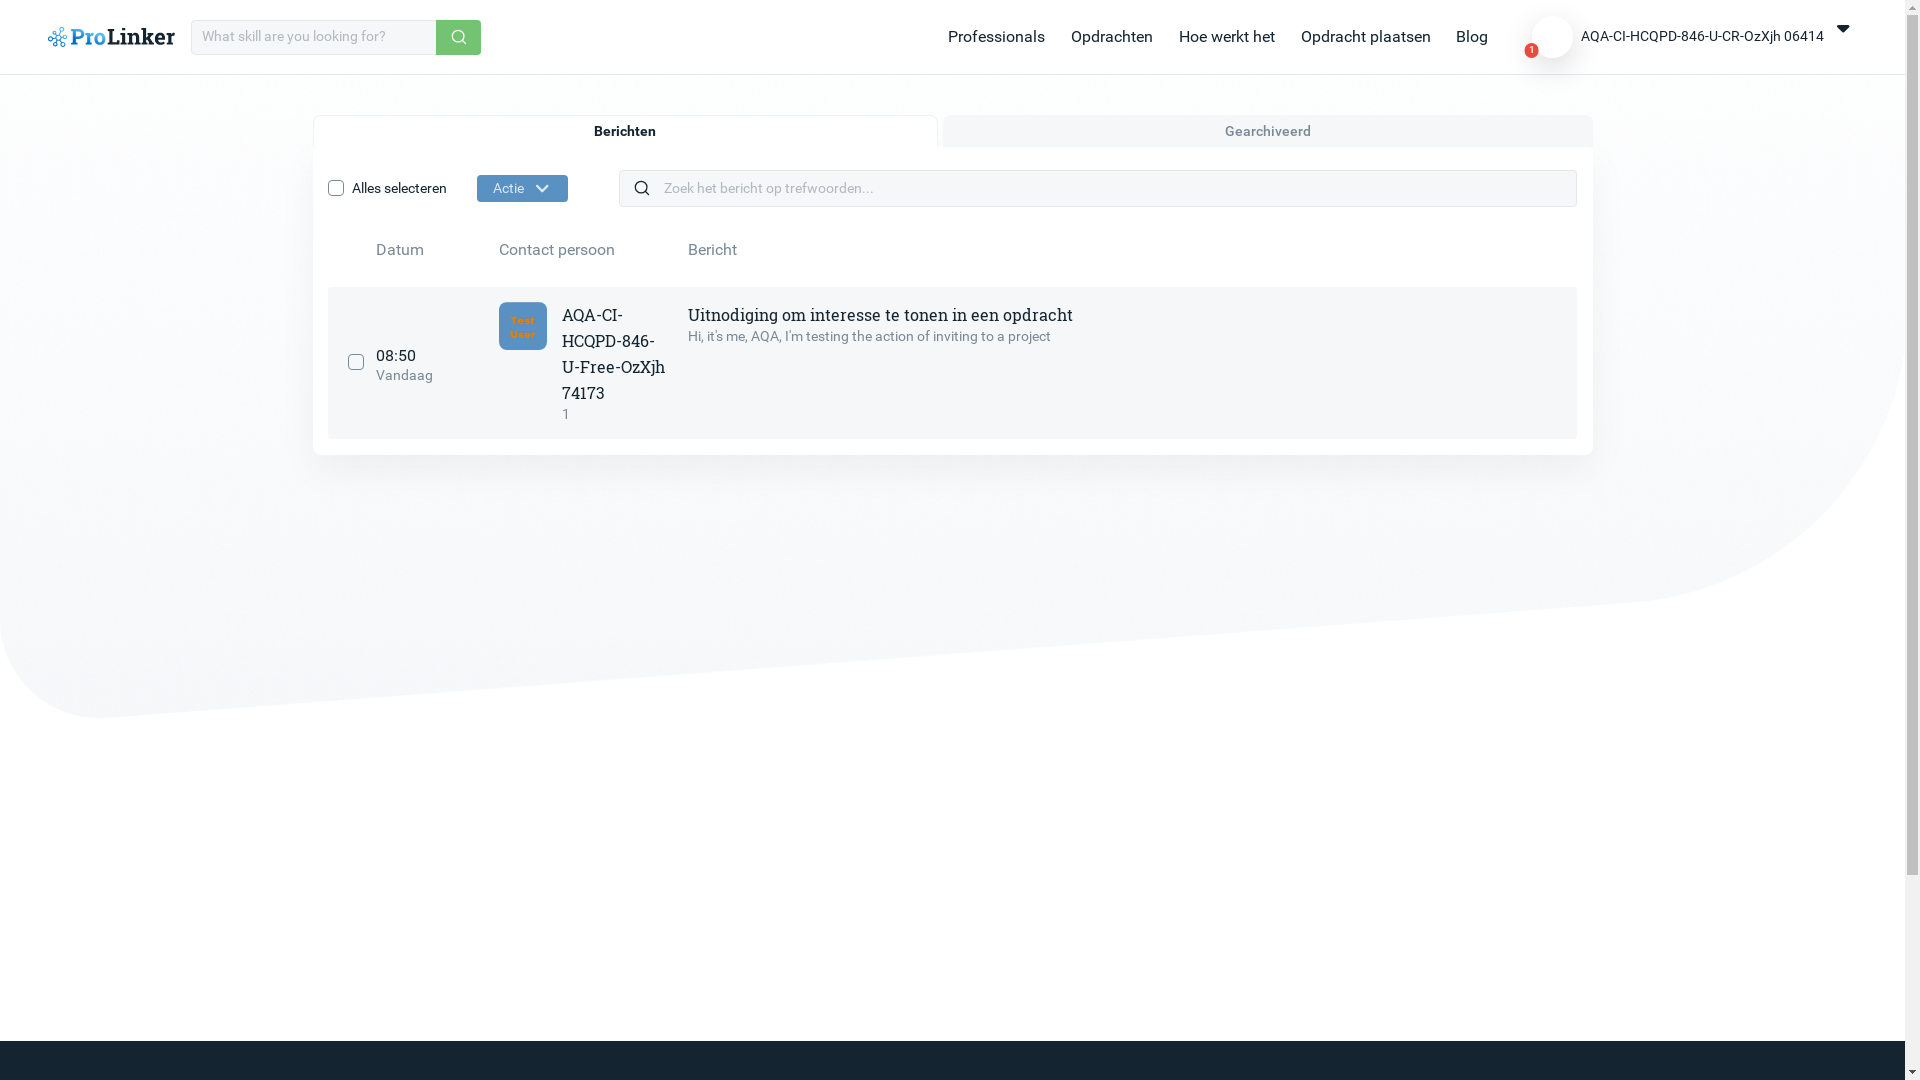 ProLinker
What skill are you looking for?
Professionals
Opdrachten
Hoe werkt het
Opdracht plaatsen
Blog
1
AQA-CI-HCQPD-846-U-CR-OzXjh 06414
Berichten
Gearchiveerd
Alles selecteren
Actie
Zoek het bericht op trefwoorden...
Datum
Contact persoon
Bericht
08:50
Vandaag
Test
User
AQA-CI-
HCQPD-846-
U-Free-OzXjh
74173
1
Uitnodiging om interesse te tonen in een opdracht
Hi, it's me, AQA, I'm testing the action of inviting to a project